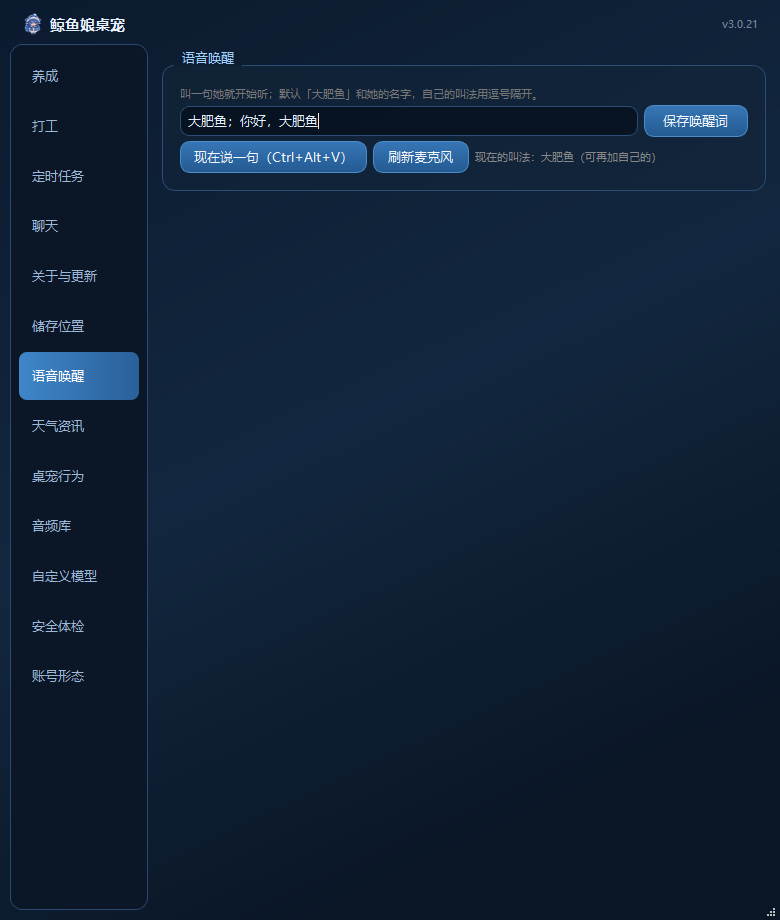 鲸鱼娘桌宠
v3.0.21
养成
打工
定时任务
聊天
关于与更新
储存位置
语音唤醒
天气资讯
桌宠行为
音频库
自定义模型
安全体检
账号形态
语音唤醒
叫一句她就开始听；默认「大肥鱼」和她的名字，自己的叫法用逗号隔开。
大肥鱼；你好，大肥鱼
保存唤醒词
现在说一句（Ctrl+Alt+V）
刷新麦克风
现在的叫法：大肥鱼（可再加自己的）